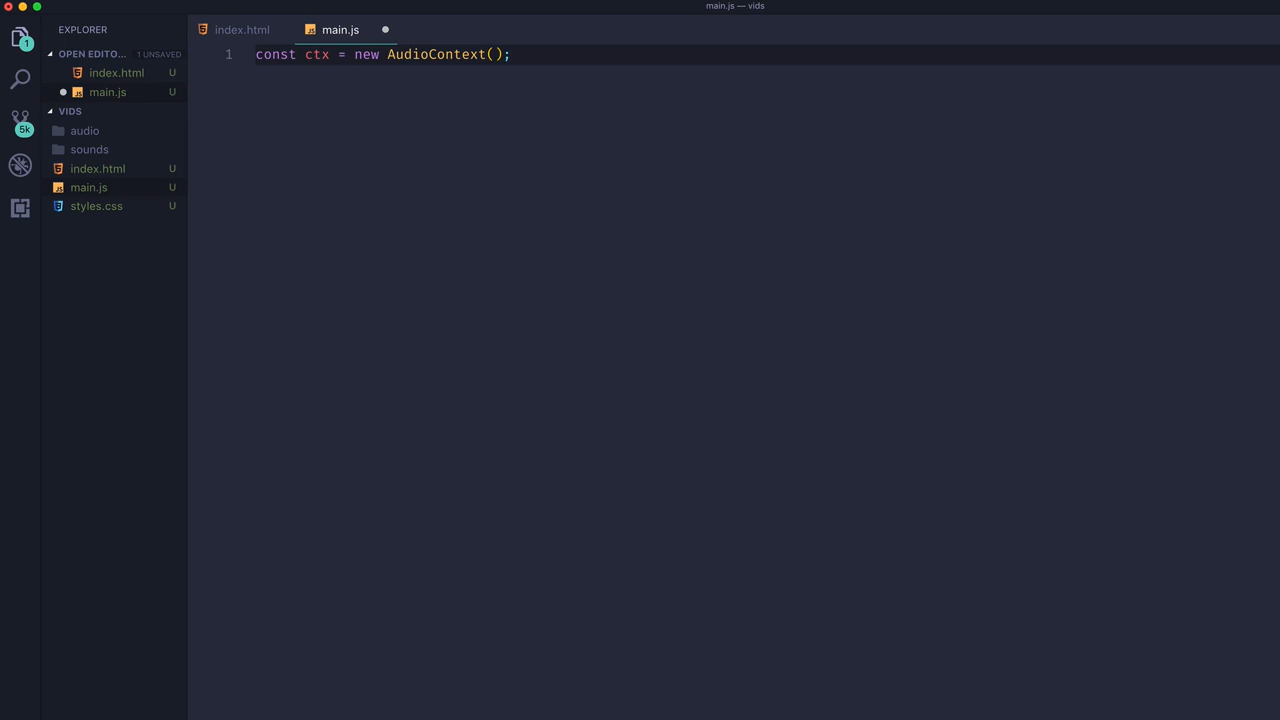 main.js — vids
EXPLORER
OPEN EDITO... 1 UNSAVED
index.html U
main.js U
VIDS
audio
sounds
index.html U
main.js U
styles.css U
1
5k
index.html main.js
1 const ctx = new AudioContext();